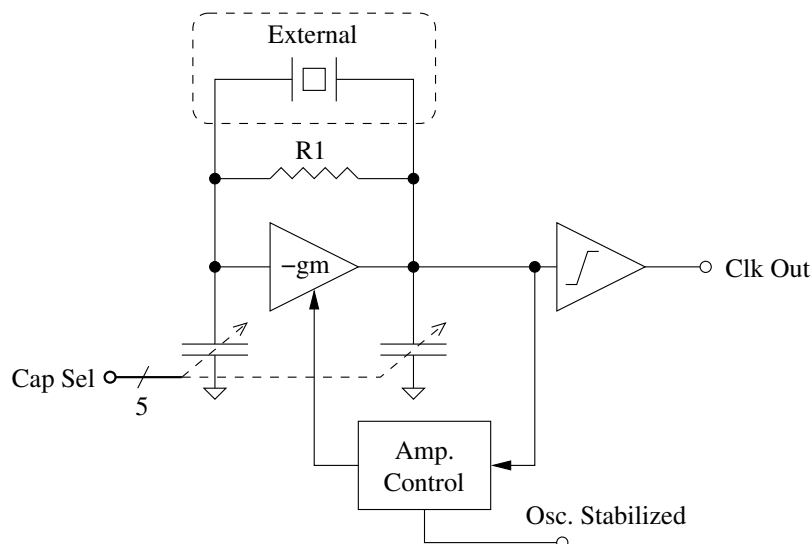 External
R1
−gm
Clk Out
Cap Sel
5
Amp.
Control
Osc. Stabilized